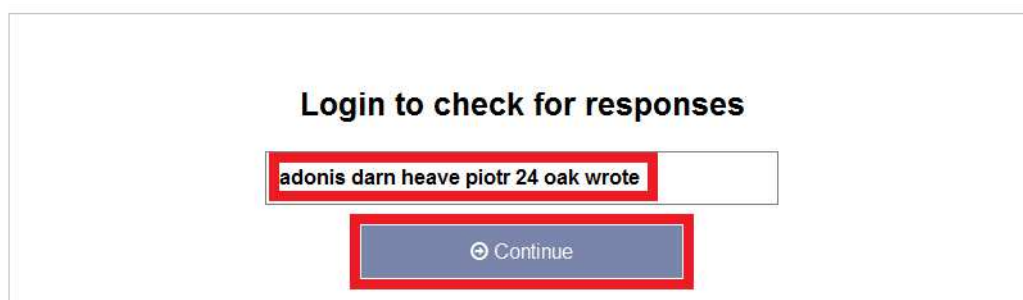 Login to check for responses
adonis darn heave piotr 24 oak wrote
Continue